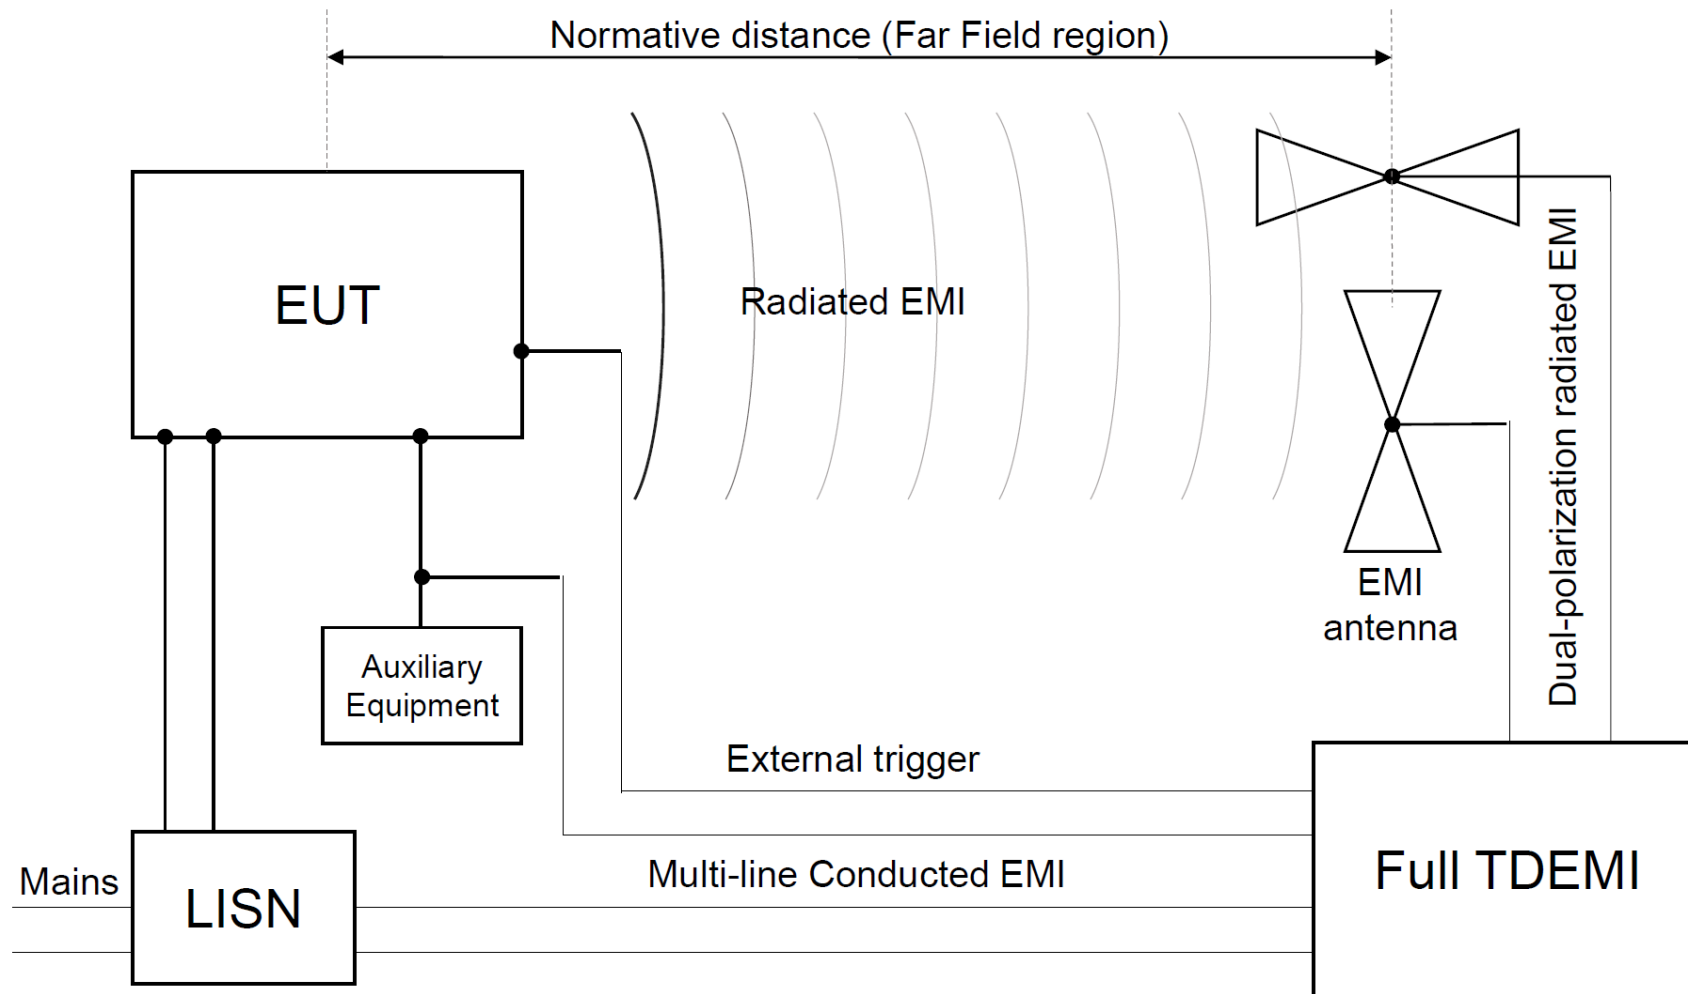 Normative distance (Far Field region)
EUT
Radiated EMI
Dual-polarization radiated EMI
EMI
antenna
Auxiliary
Equipment
External trigger
Mains
LISN
Multi-line Conducted EMI
Full TDEMI